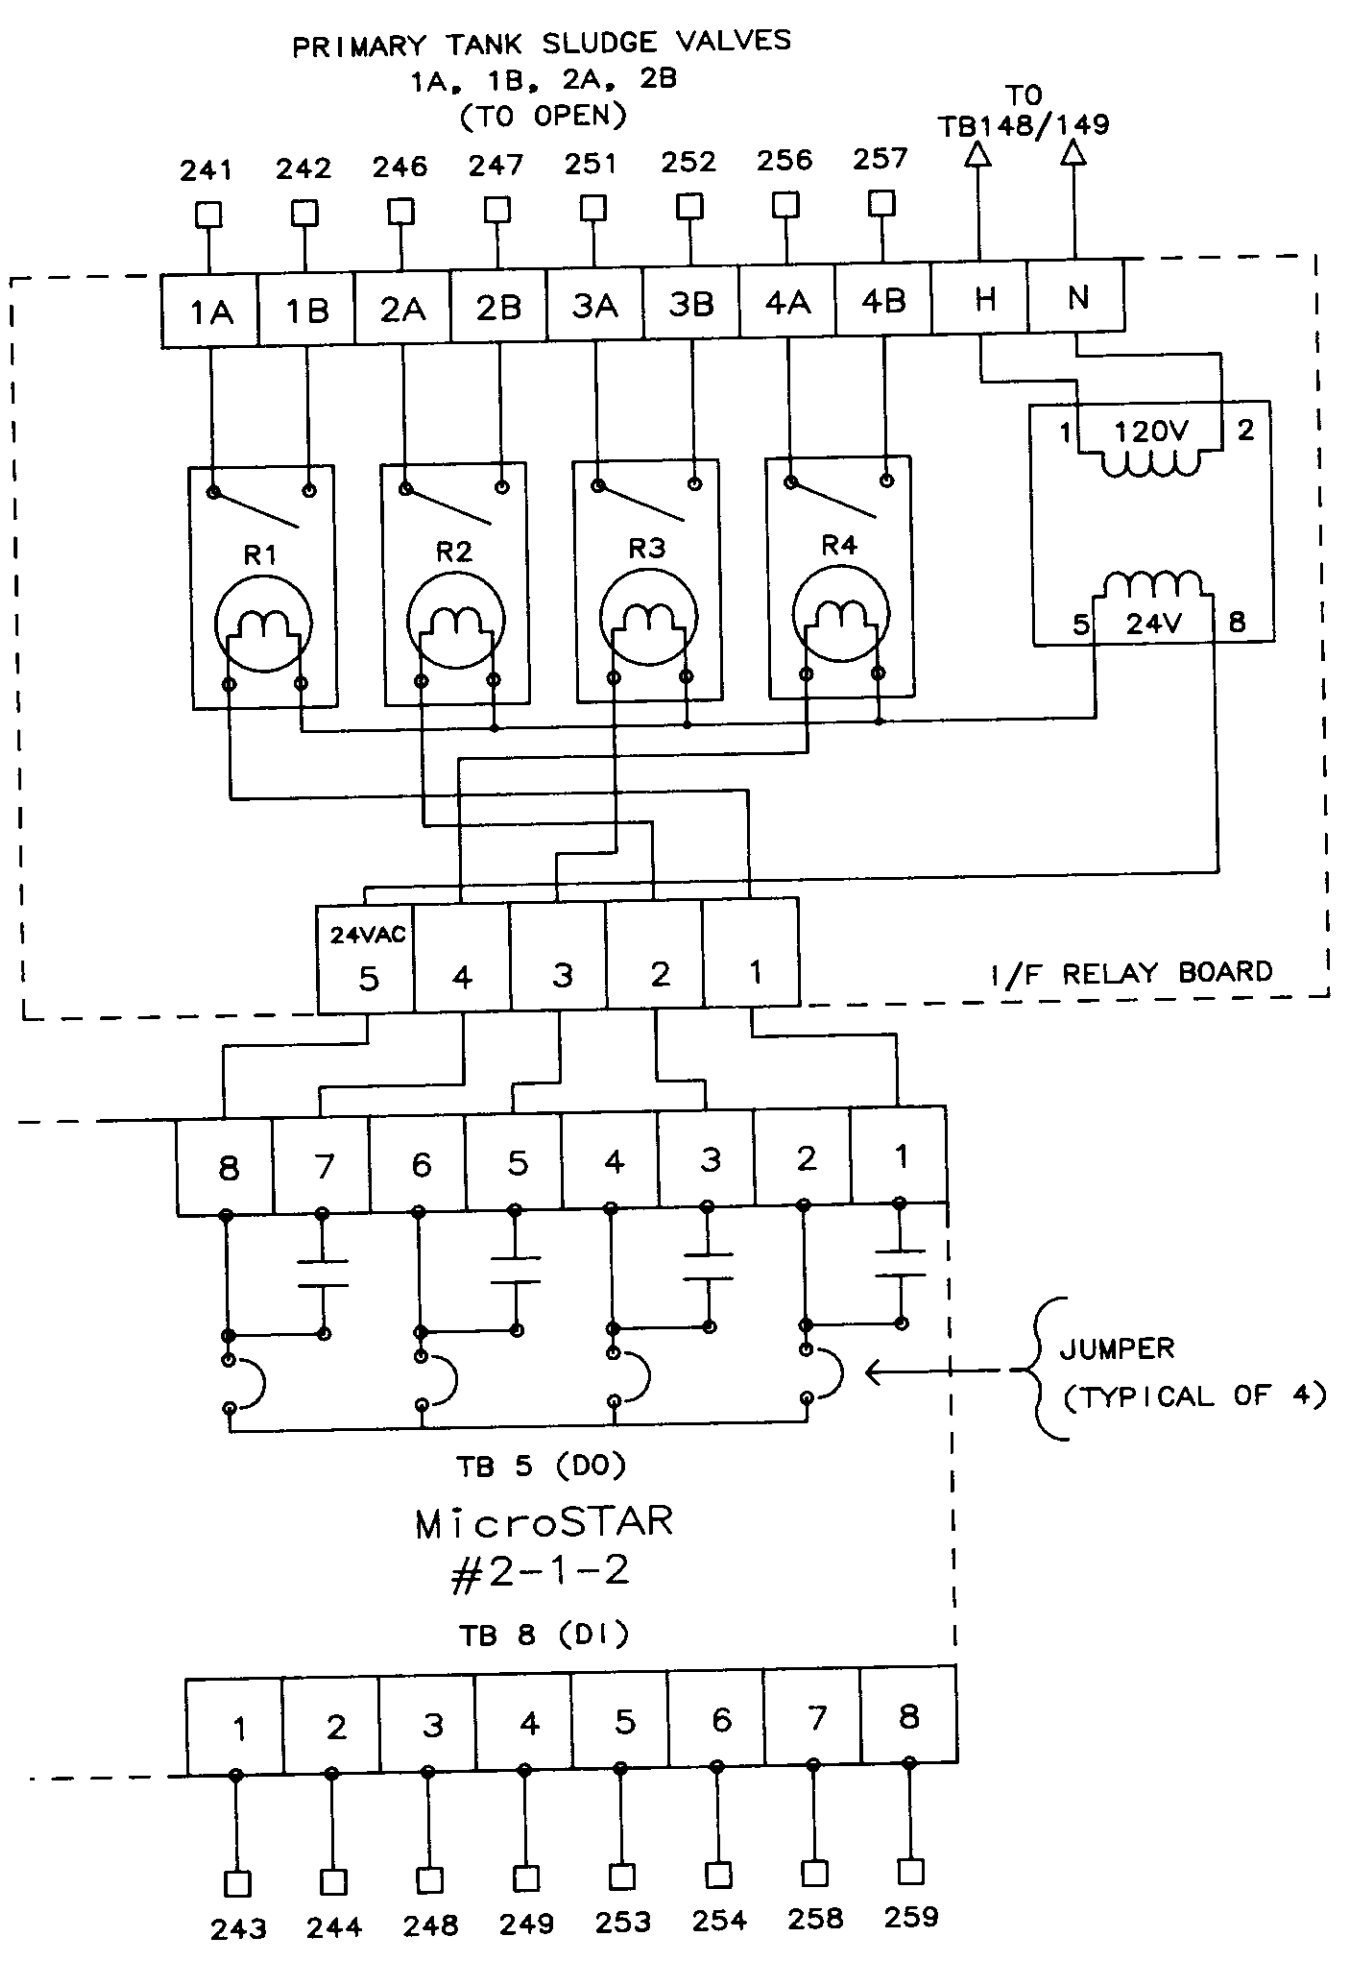 PRIMARY TANK SLUDGE VALVES
1A, 1B, 2A, 2B
(TO OPEN)
TO
TB148/149
241 242 246 247 251 252 256 257
1A 1B 2A 2B 3A 3B 4A 4B H N
1 120V 2
R1 R2 R3 R4
5 24V 8
24VAC
5 4 3 2 1
I/F RELAY BOARD
8 7 6 5 4 3 2 1
JUMPER
(TYPICAL OF 4)
TB 5 (DO)
MicroSTAR
#2-1-2
TB 8 (DI)
1 2 3 4 5 6 7 8
243 244 248 249 253 254 258 259